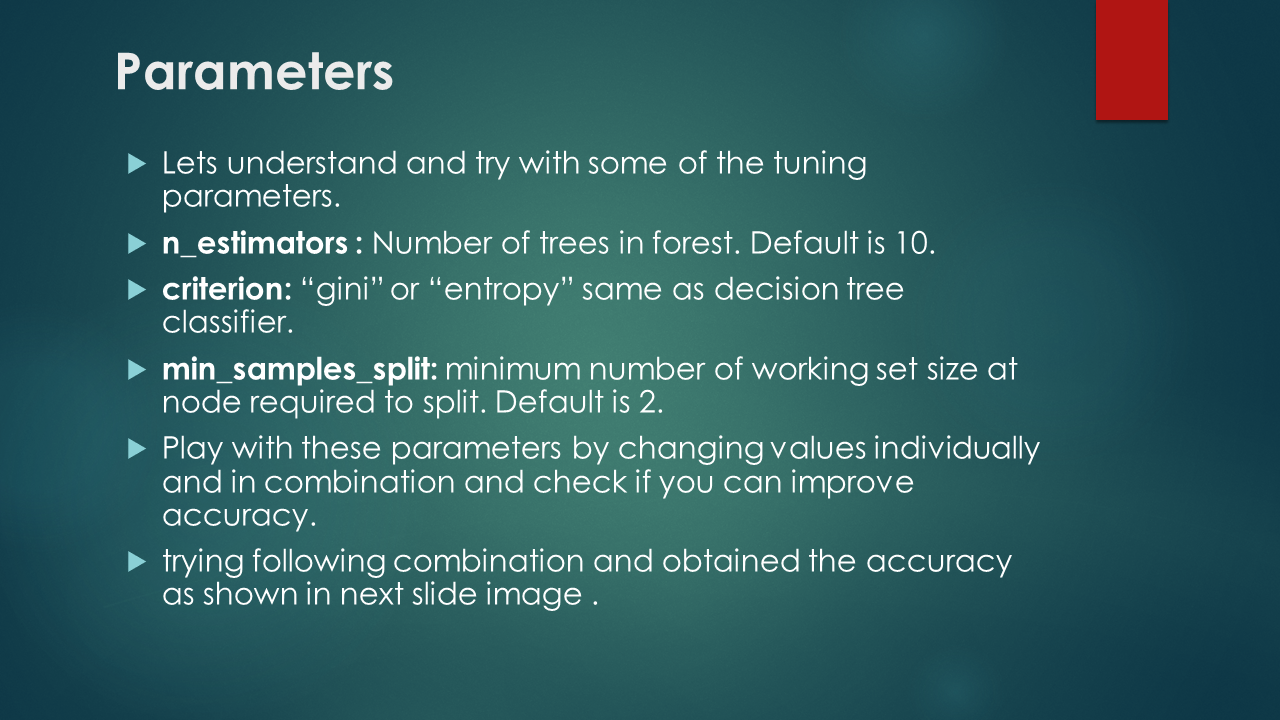 Parameters
Lets understand and try with some of the tuning
parameters.
n_estimators : Number of trees in forest. Default is 10.
criterion: “gini” or “entropy” same as decision tree
classifier.
min_samples_split: minimum number of working set size at
node required to split. Default is 2.
Play with these parameters by changing values individually
and in combination and check if you can improve
accuracy.
trying following combination and obtained the accuracy
as shown in next slide image .